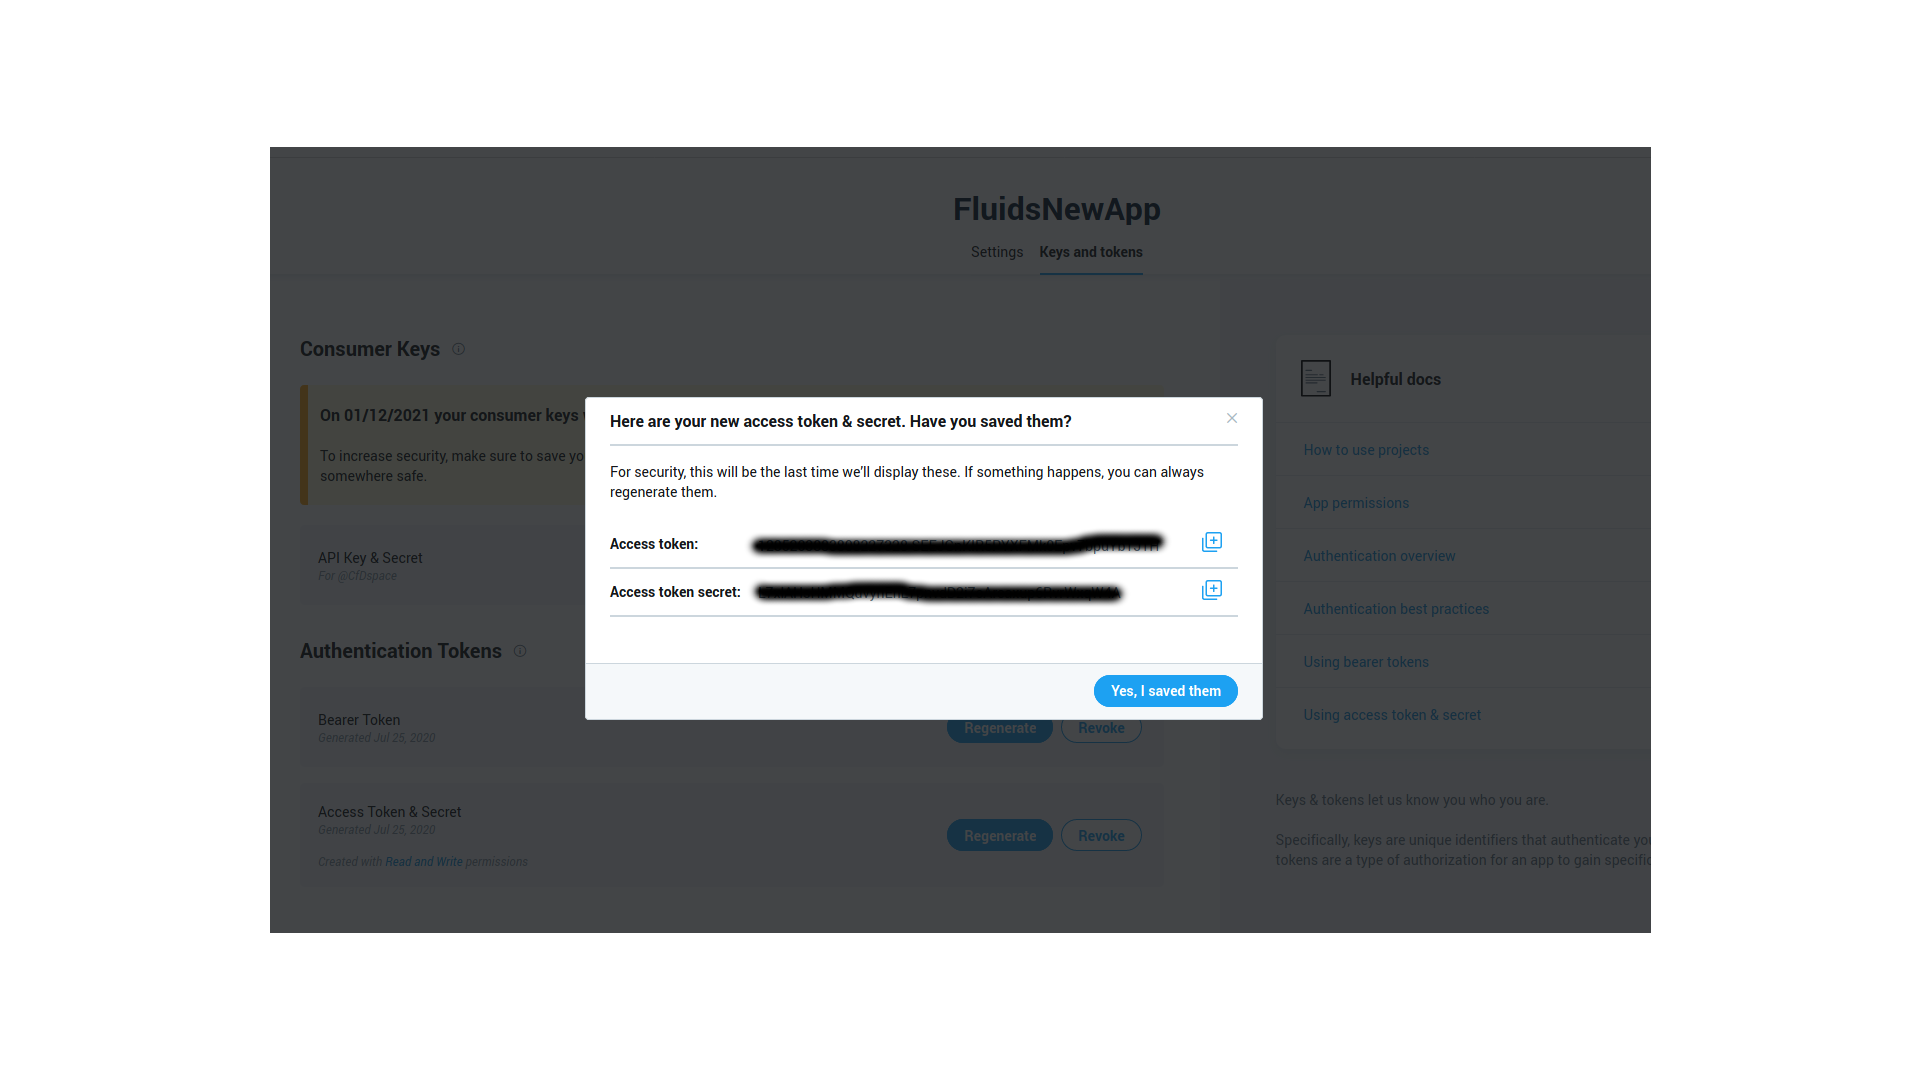 FluidsNewApp
Settings Keys and tokens
Consumer Keys
On 01/12/2021 your consumer keys
To increase security, make sure to save yo
somewhere safe.
API Key & Secret
For @CfDspace
Authentication Tokens
Bearer Token
Generated Jul 25, 2020
Regenerate Revoke
Access Token & Secret
Generated Jul 25, 2020
Created with Read and Write permissions
Regenerate Revoke
Here are your new access token & secret. Have you saved them?
For security, this will be the last time we’ll display these. If something happens, you can always
regenerate them.
Access token:
Access token secret:
Yes, I saved them
Helpful docs
How to use projects
App permissions
Authentication overview
Authentication best practices
Using bearer tokens
Using access token & secret
Keys & tokens let us know you who you are.
Specifically, keys are unique identifiers that authenticate yo
tokens are a type of authorization for an app to gain specific